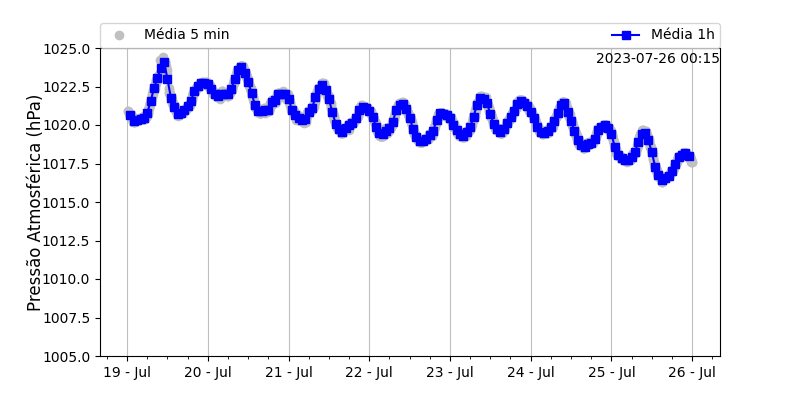 Média 5 min
Média 1h
2023-07-26 00:15
Pressão Atmosférica (hPa)
1025.0
1022.5
1020.0
1017.5
1015.0
1012.5
1010.0
1007.5
1005.0
19 - Jul
20 - Jul
21 - Jul
22 - Jul
23 - Jul
24 - Jul
25 - Jul
26 - Jul